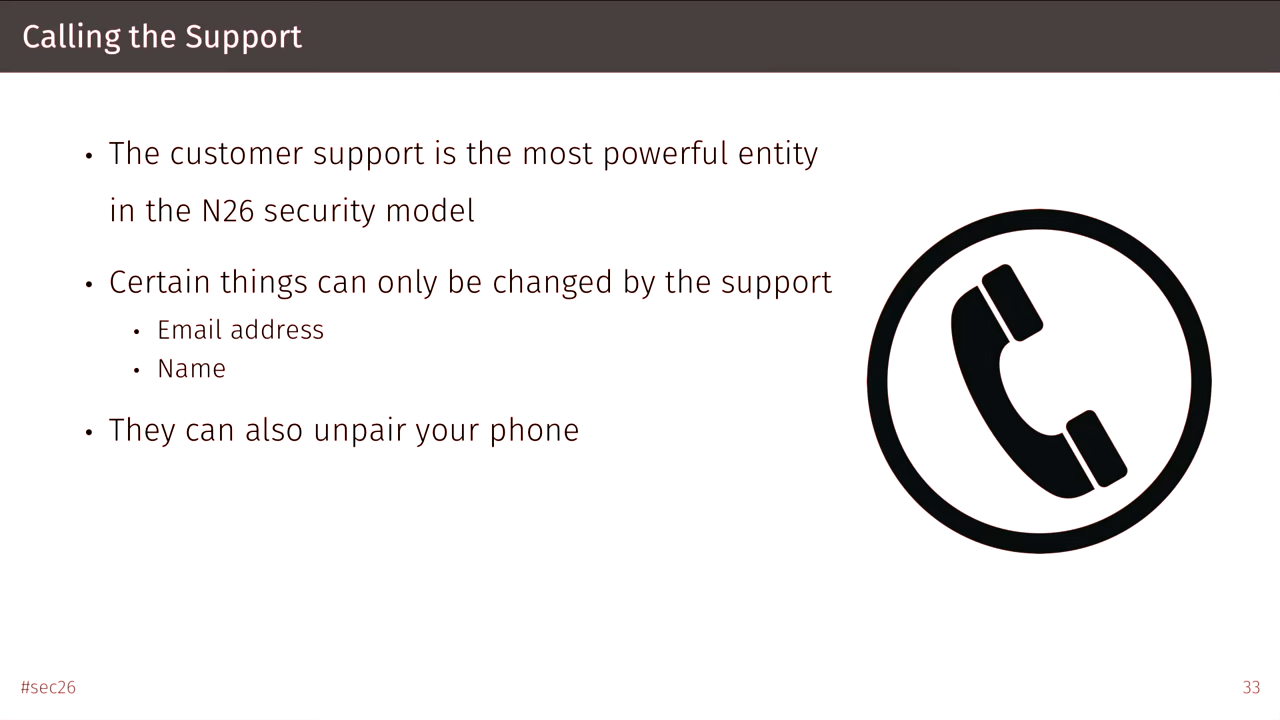 Calling the Support
• The customer support is the most powerful entity
in the N26 security model
• Certain things can only be changed by the support
• Email address
• Name
• They can also unpair your phone
#sec26
33